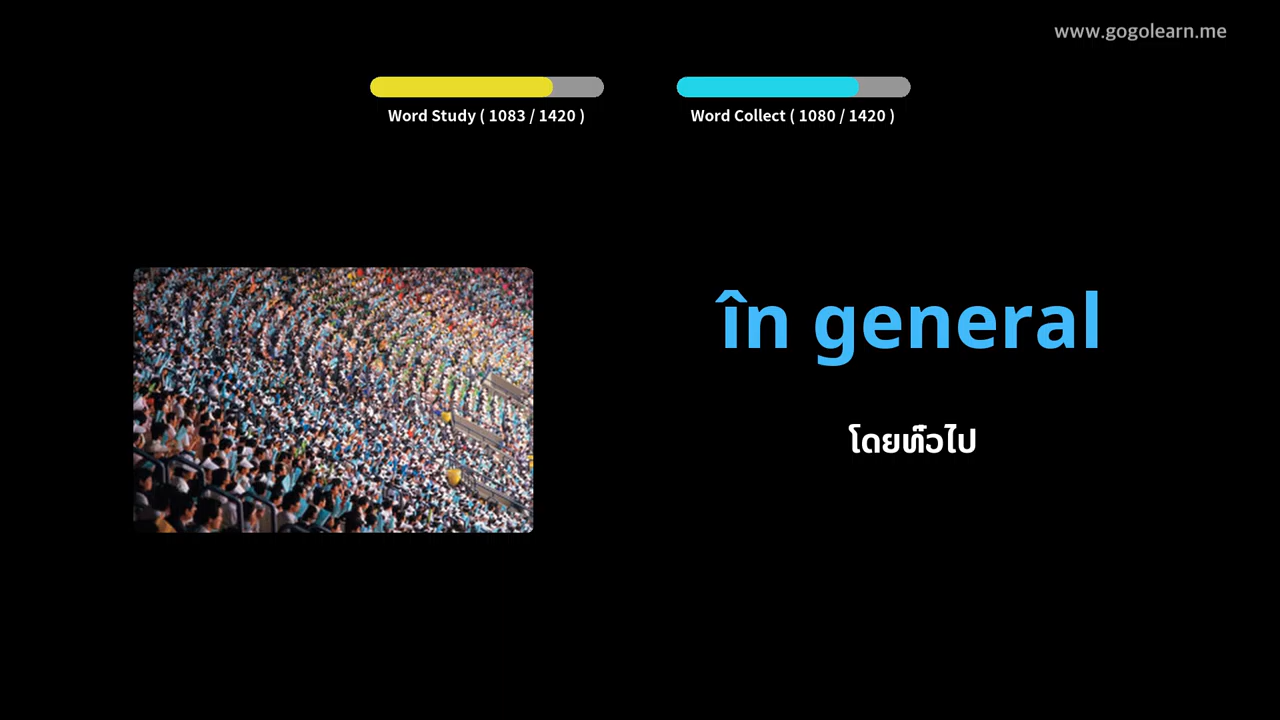 www.gogolearn.me
Word Study ( 1083 / 1420 )
Word Collect ( 1080 / 1420 )
în general
โดยทั่วไป